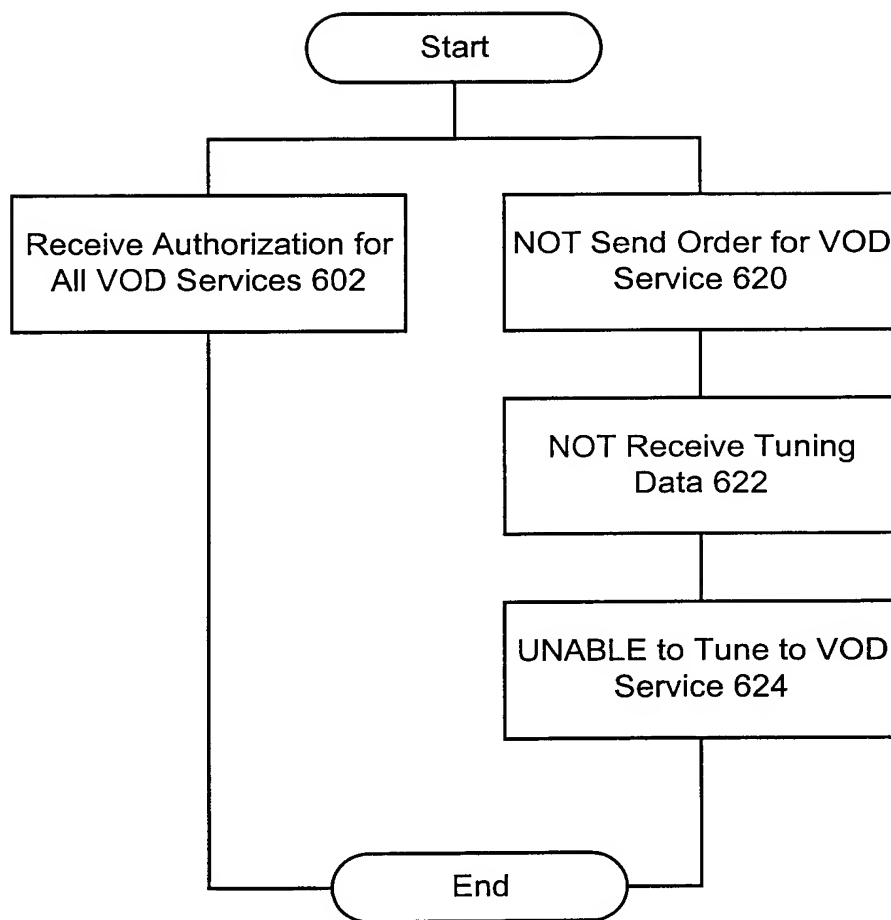 Start
Receive Authorization for
All VOD Services 602
NOT Send Order for VOD
Service 620
NOT Receive Tuning
Data 622
UNABLE to Tune to VOD
Service 624
End